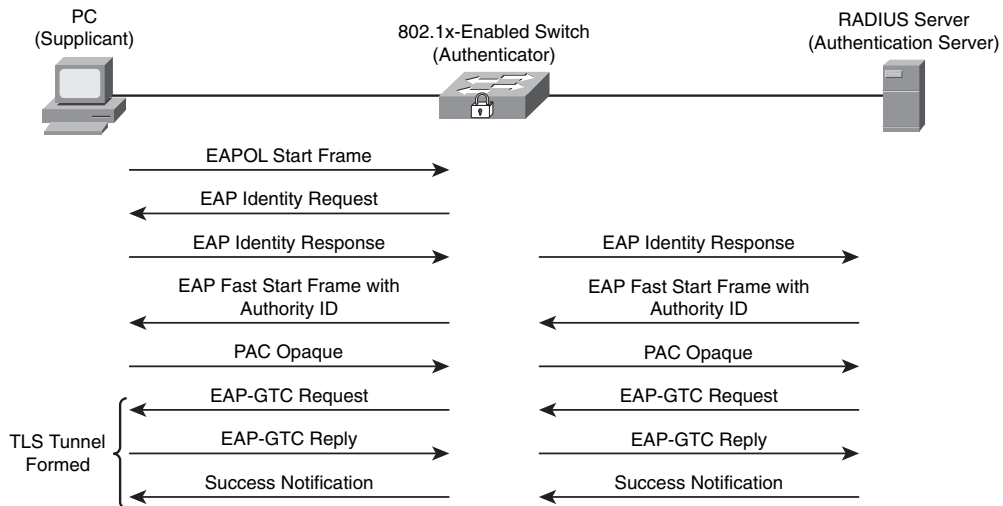 PC
(Supplicant)
802.1x-Enabled Switch
(Authenticator)
RADIUS Server
(Authentication Server)
EAPOL Start Frame
EAP Identity Request
EAP Identity Response
EAP Identity Response
EAP Fast Start Frame with
Authority ID
EAP Fast Start Frame with
Authority ID
PAC Opaque
PAC Opaque
EAP-GTC Request
EAP-GTC Request
TLS Tunnel
Formed
EAP-GTC Reply
EAP-GTC Reply
Success Notification
Success Notification